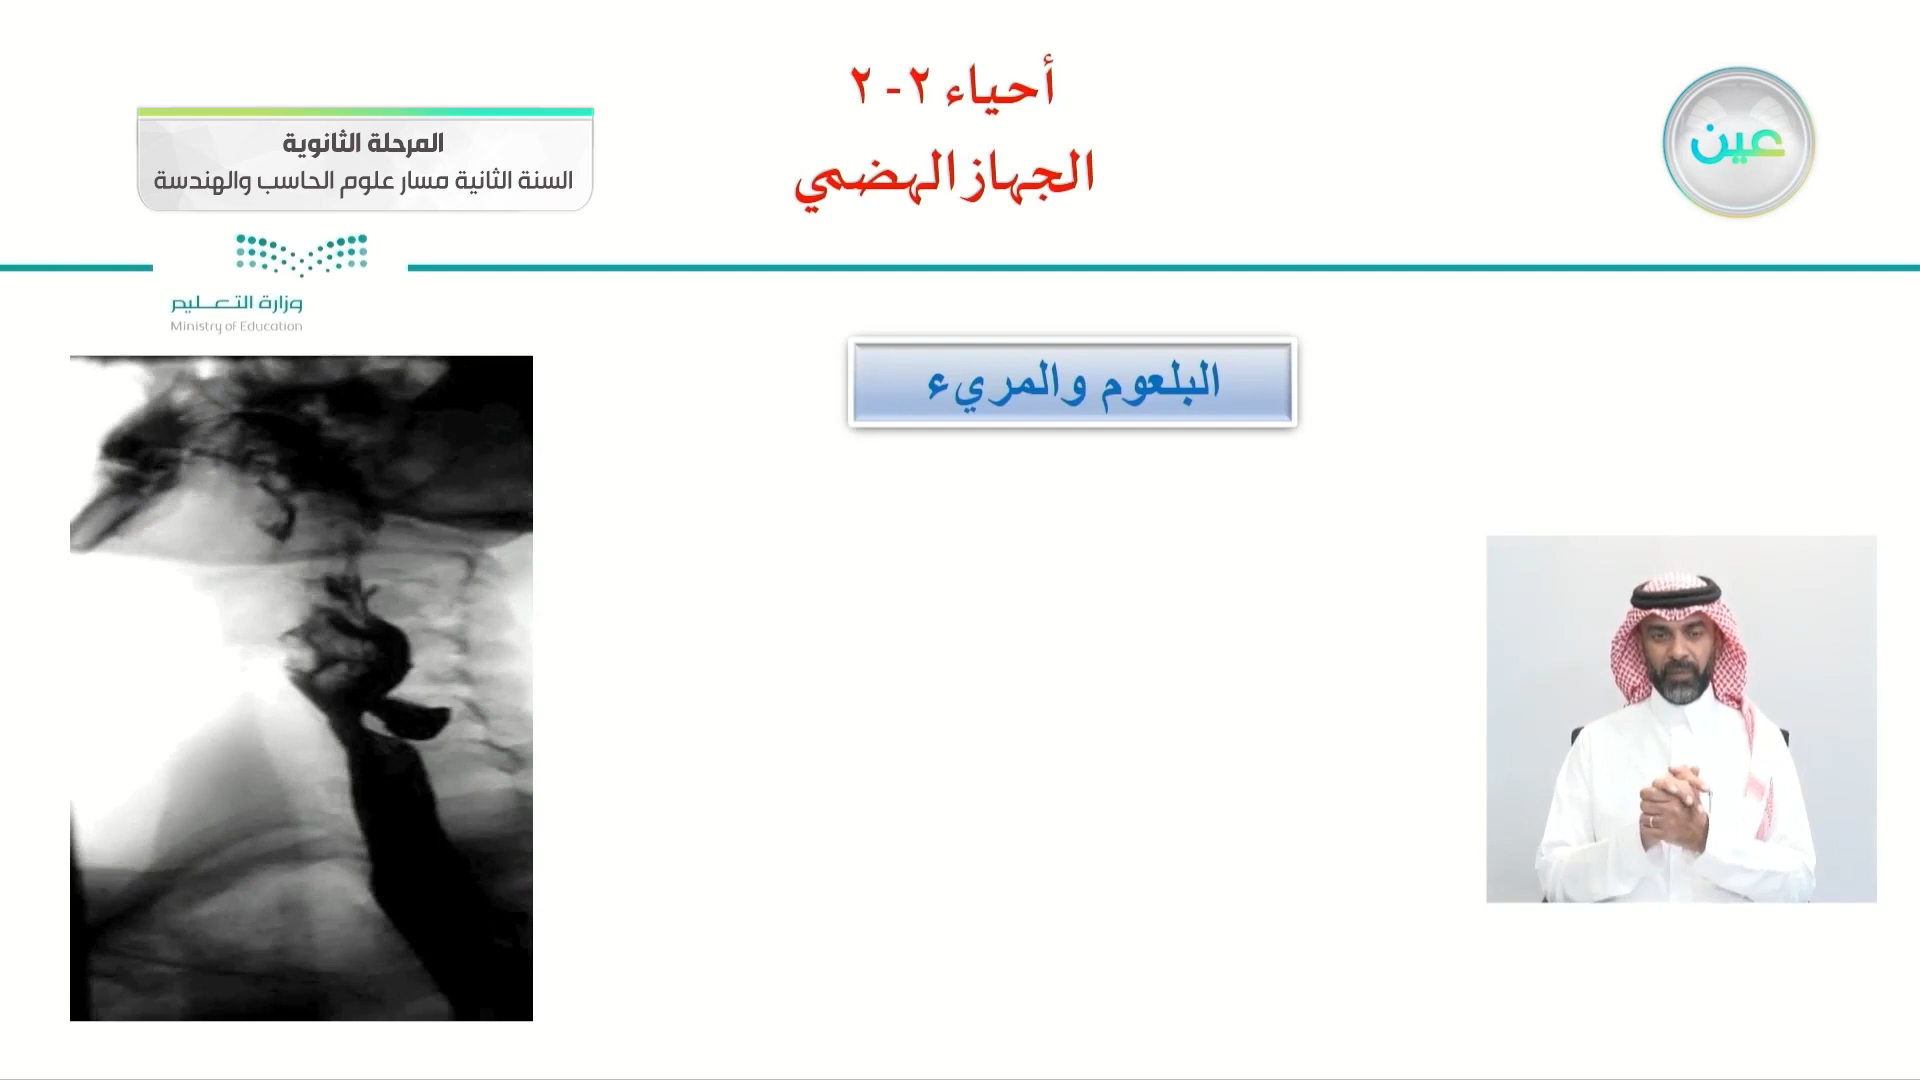 أحياء ٢-٢
الجهاز الهضمي
عين
المرحلة الثانوية
السنة الثانية مسار علوم الحاسب والهندسة
وزارة التعليم
Ministry of Education
البلعوم والمريء